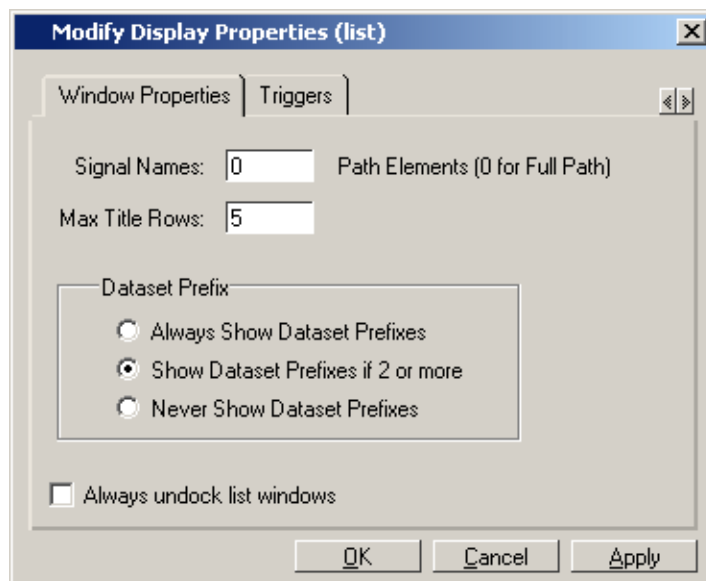 Modify Display Properties (list)
Window Properties Triggers
Signal Names: 0 Path Elements (0 for Full Path)
Max Title Rows: 5
Dataset Prefix
Always Show Dataset Prefixes
Show Dataset Prefixes if 2 or more
Never Show Dataset Prefixes
Always undock list windows
OK Cancel Apply